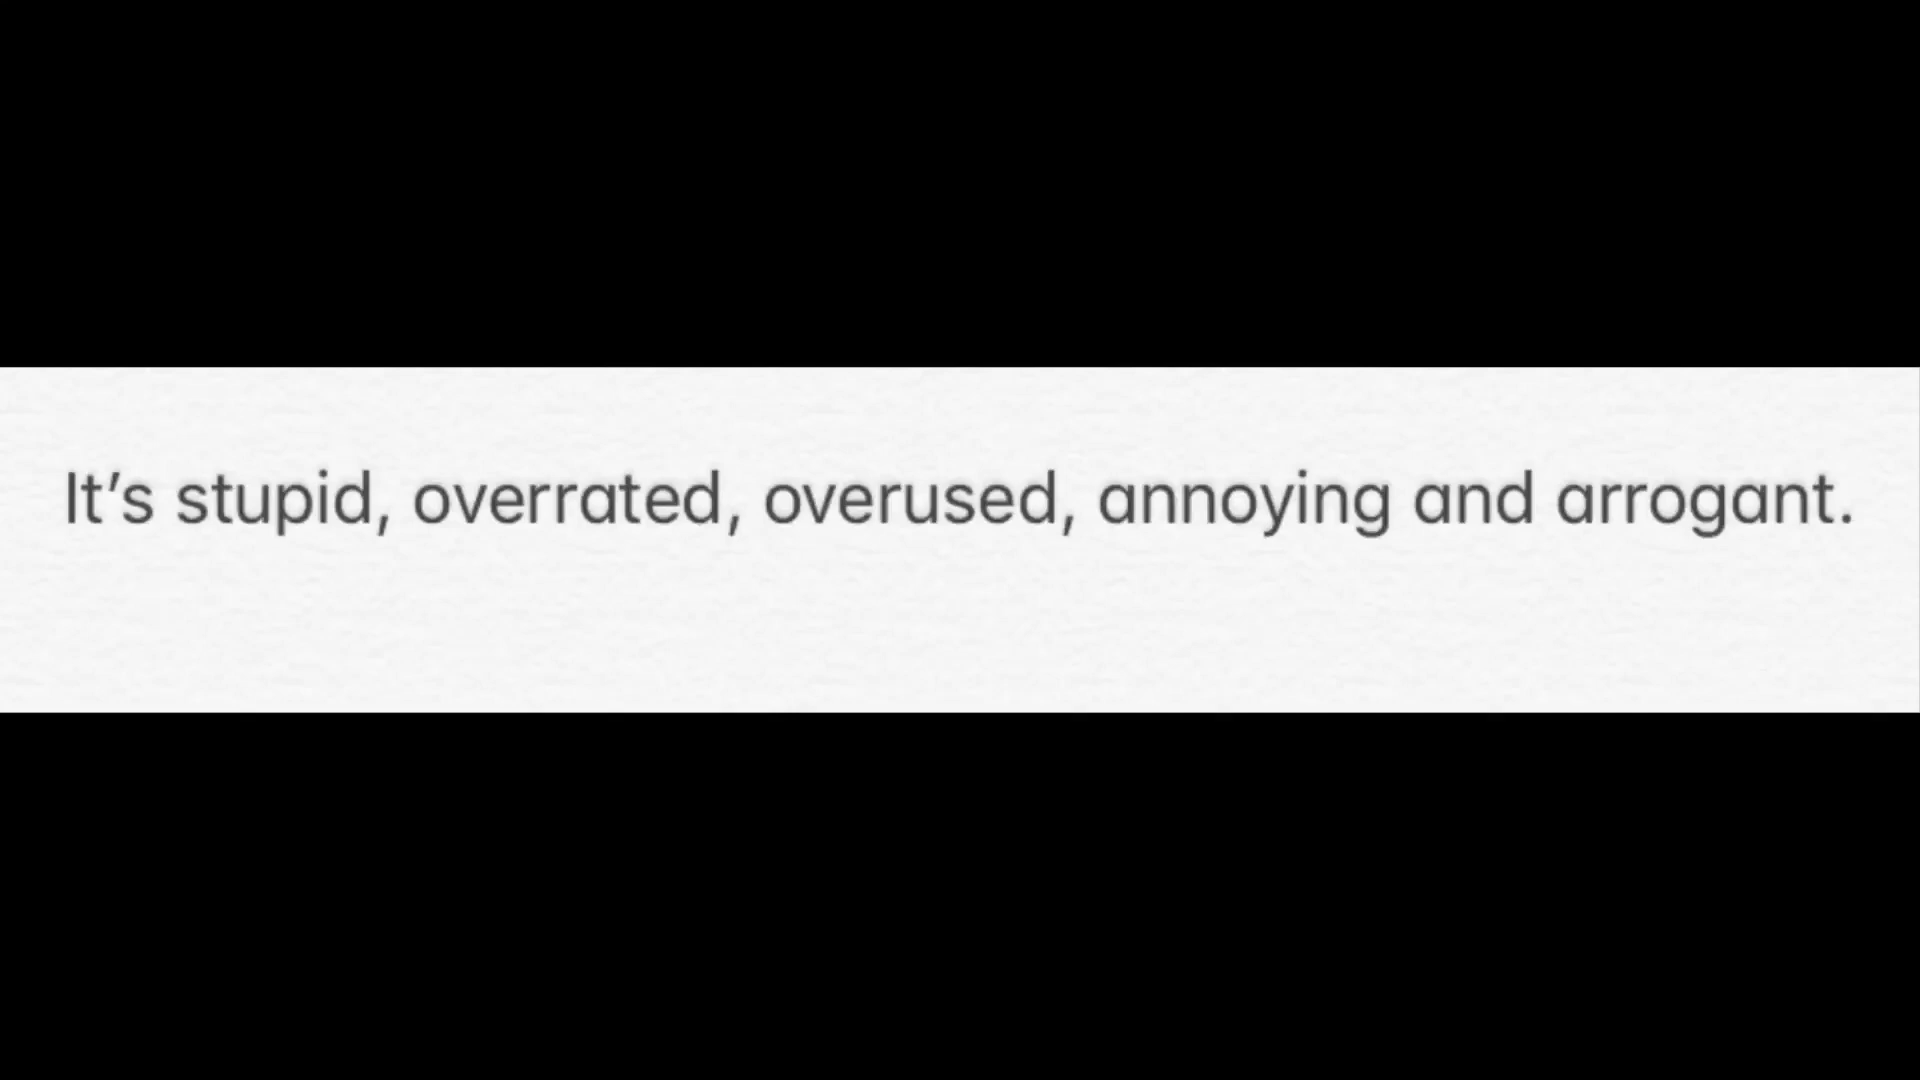 It’s stupid, overrated, overused, annoying and arrogant.